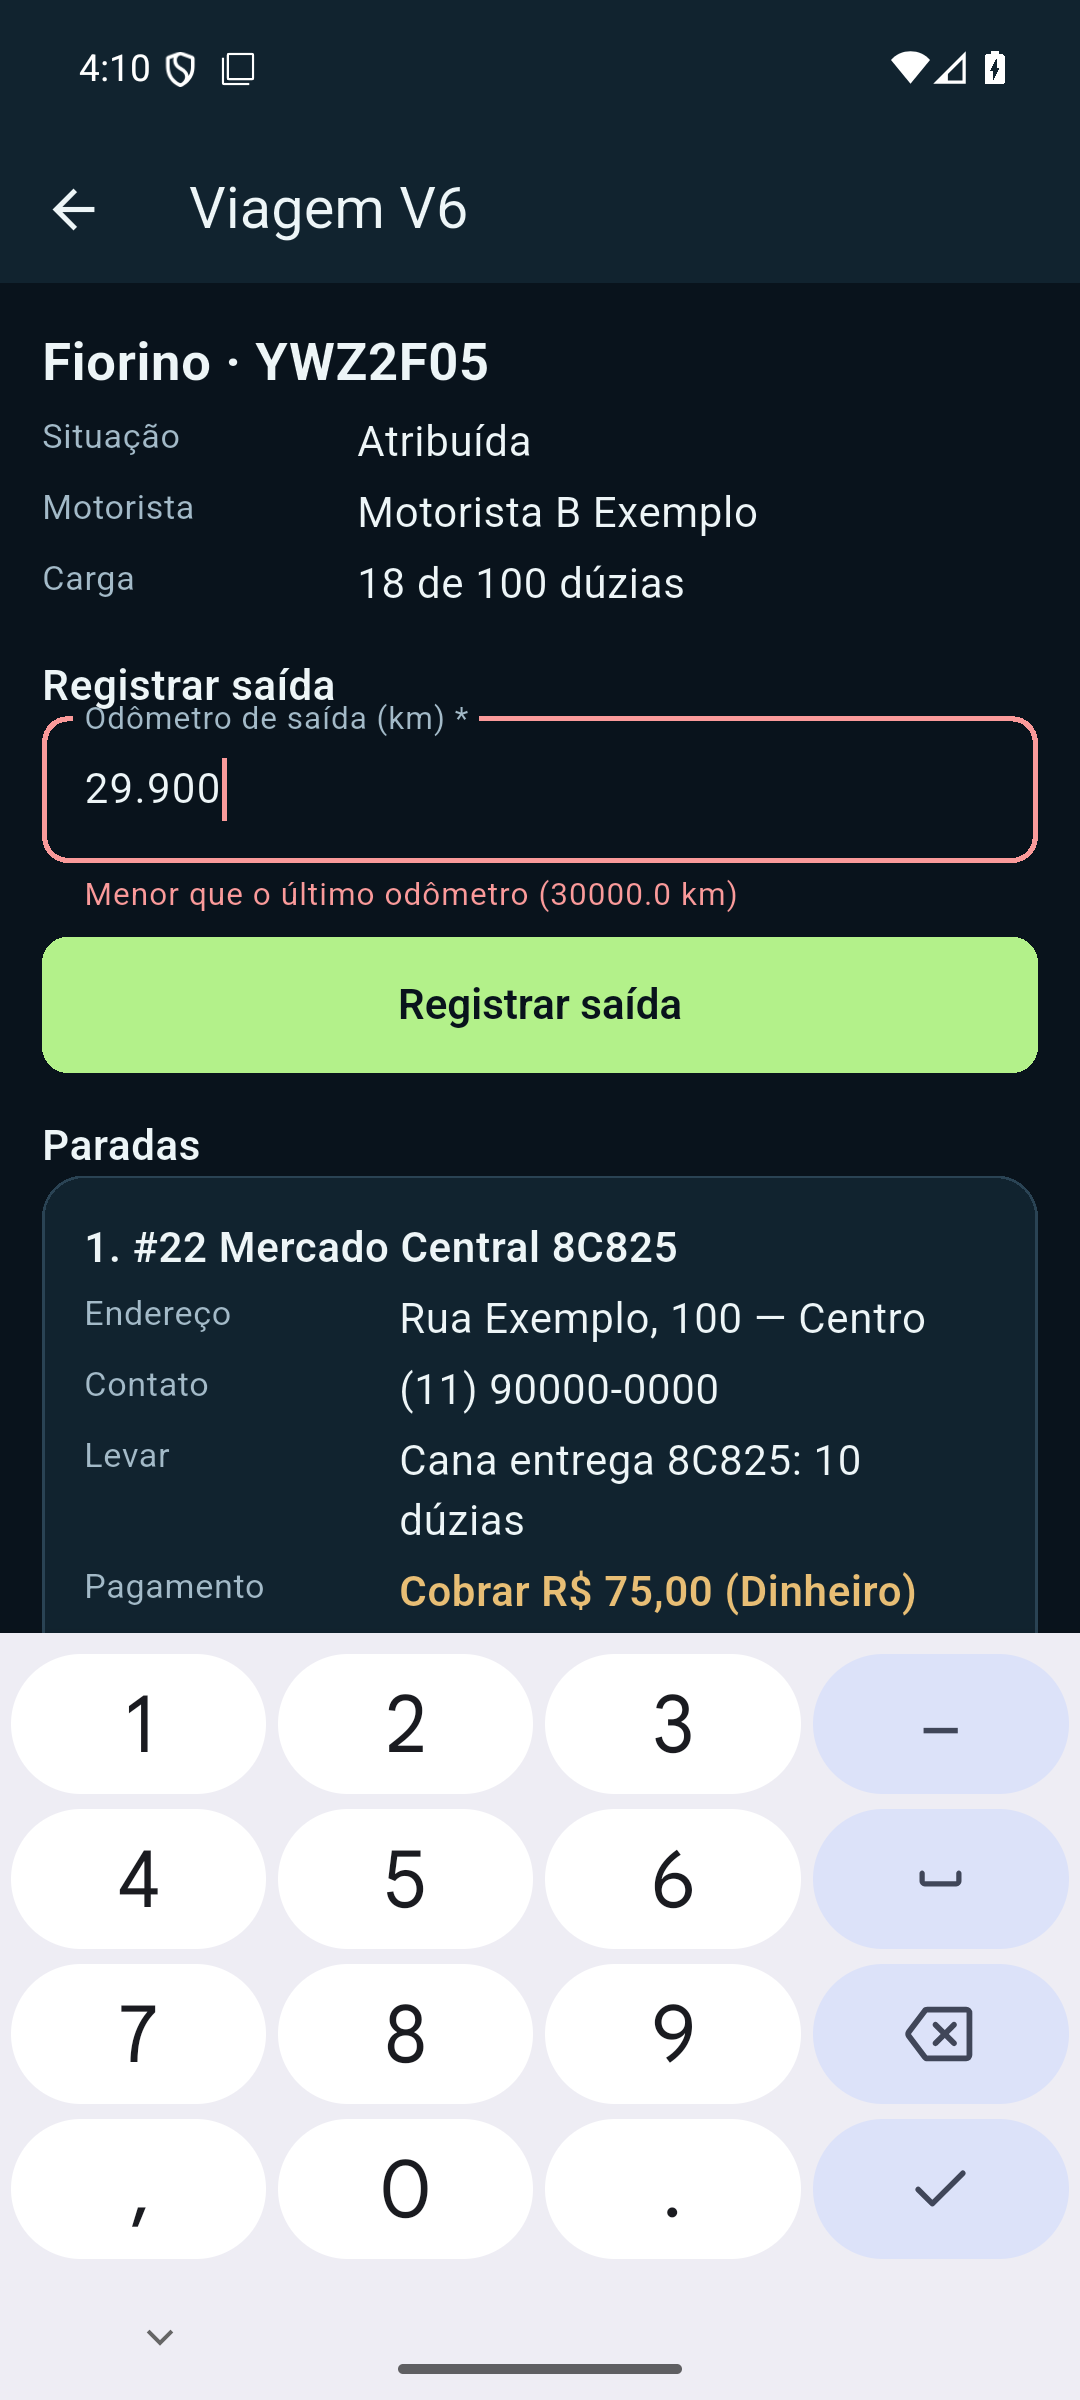 4:10
Viagem V6
Fiorino · YWZ2F05
Situação Atribuída
Motorista Motorista B Exemplo
Carga 18 de 100 dúzias
Registrar saída
Odômetro de saída (km) *
29.900
Menor que o último odômetro (30000.0 km)
Registrar saída
Paradas
1. #22 Mercado Central 8C825
Endereço Rua Exemplo, 100 — Centro
Contato (11) 90000-0000
Levar Cana entrega 8C825: 10
dúzias
Pagamento Cobrar R$ 75,00 (Dinheiro)
1 2 3 –
4 5 6
7 8 9
, 0 .